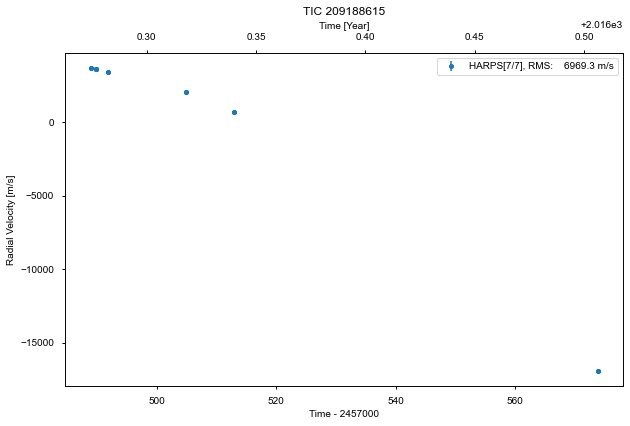 TIC 209188615
Time [Year]
+2.016e3
0.30 0.35 0.40 0.45 0.50
HARPS[7/7], RMS: 6969.3 m/s
Radial Velocity [m/s]
0
−5000
−10000
−15000
500 520 540 560
Time - 2457000